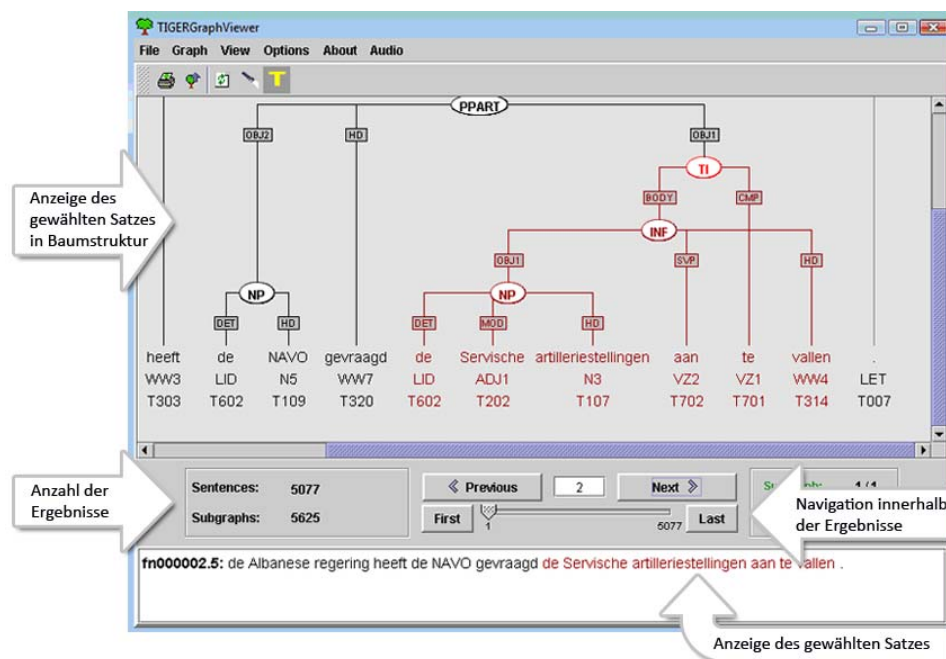 TIGERGraphViewer
File Graph View Options About Audio
T
PPART
OBJ2 HD OBJ1
TI
BODY CMP
INF
OBJ1 SVP HD
NP NP
DET HD DET MOD HD
heeft de NAVO gevraagd de Servische artilleriestellingen aan te vallen .
WW3 LID N5 WW7 LID ADJ1 N3 VZ2 VZ1 WW4 LET
T303 T602 T109 T320 T602 T202 T107 T702 T701 T314 T007
Anzeige des
gewählten Satzes
in Baumstruktur
Anzahl der
Ergebnisse
Sentences: 5077
Subgraphs: 5625
Previous 2 Next
First 1 5077 Last
1 / 1
Navigation innerhalb
der Ergebnisse
fn000002.5: de Albanese regering heeft de NAVO gevraagd de Servische artilleriestellingen aan te vallen .
Anzeige des gewählten Satzes